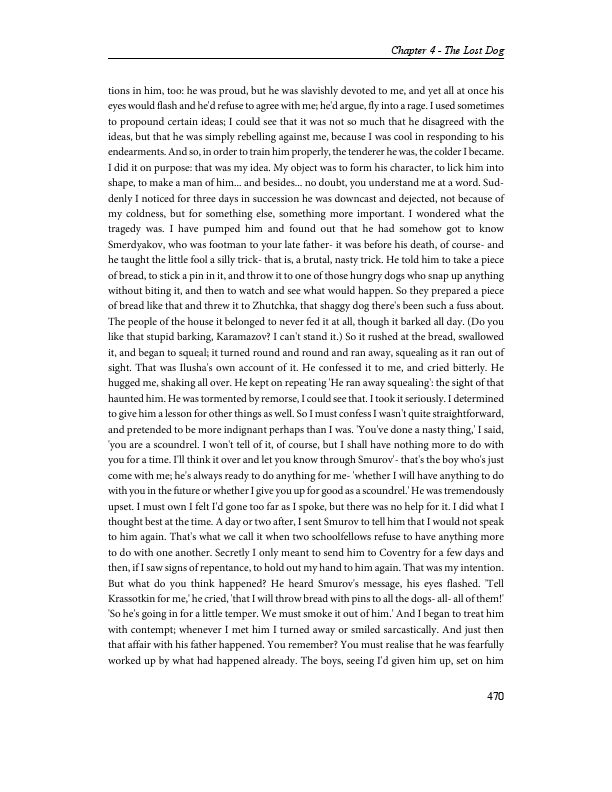 Chapter 4 - The Lost Dog
tions in him, too: he was proud, but he was slavishly devoted to me, and yet all at once his
eyes would flash and he'd refuse to agree with me; he'd argue, fly into a rage. I used sometimes
to propound certain ideas; I could see that it was not so much that he disagreed with the
ideas, but that he was simply rebelling against me, because I was cool in responding to his
endearments. And so, in order to train him properly, the tenderer he was, the colder I became.
I did it on purpose: that was my idea. My object was to form his character, to lick him into
shape, to make a man of him... and besides... no doubt, you understand me at a word. Sud-
denly I noticed for three days in succession he was downcast and dejected, not because of
my coldness, but for something else, something more important. I wondered what the
tragedy was. I have pumped him and found out that he had somehow got to know
Smerdyakov, who was footman to your late father- it was before his death, of course- and
he taught the little fool a silly trick- that is, a brutal, nasty trick. He told him to take a piece
of bread, to stick a pin in it, and throw it to one of those hungry dogs who snap up anything
without biting it, and then to watch and see what would happen. So they prepared a piece
of bread like that and threw it to Zhutchka, that shaggy dog there's been such a fuss about.
The people of the house it belonged to never fed it at all, though it barked all day. (Do you
like that stupid barking, Karamazov? I can't stand it.) So it rushed at the bread, swallowed
it, and began to squeal; it turned round and round and ran away, squealing as it ran out of
sight. That was Ilusha's own account of it. He confessed it to me, and cried bitterly. He
hugged me, shaking all over. He kept on repeating 'He ran away squealing': the sight of that
haunted him. He was tormented by remorse, I could see that. I took it seriously. I determined
to give him a lesson for other things as well. So I must confess I wasn't quite straightforward,
and pretended to be more indignant perhaps than I was. 'You've done a nasty thing,' I said,
'you are a scoundrel. I won't tell of it, of course, but I shall have nothing more to do with
you for a time. I'll think it over and let you know through Smurov'- that's the boy who's just
come with me; he's always ready to do anything for me- 'whether I will have anything to do
with you in the future or whether I give you up for good as a scoundrel.' He was tremendously
upset. I must own I felt I'd gone too far as I spoke, but there was no help for it. I did what I
thought best at the time. A day or two after, I sent Smurov to tell him that I would not speak
to him again. That's what we call it when two schoolfellows refuse to have anything more
to do with one another. Secretly I only meant to send him to Coventry for a few days and
then, if I saw signs of repentance, to hold out my hand to him again. That was my intention.
But what do you think happened? He heard Smurov's message, his eyes flashed. 'Tell
Krassotkin for me,' he cried, 'that I will throw bread with pins to all the dogs- all- all of them!'
'So he's going in for a little temper. We must smoke it out of him.' And I began to treat him
with contempt; whenever I met him I turned away or smiled sarcastically. And just then
that affair with his father happened. You remember? You must realise that he was fearfully
worked up by what had happened already. The boys, seeing I'd given him up, set on him
470